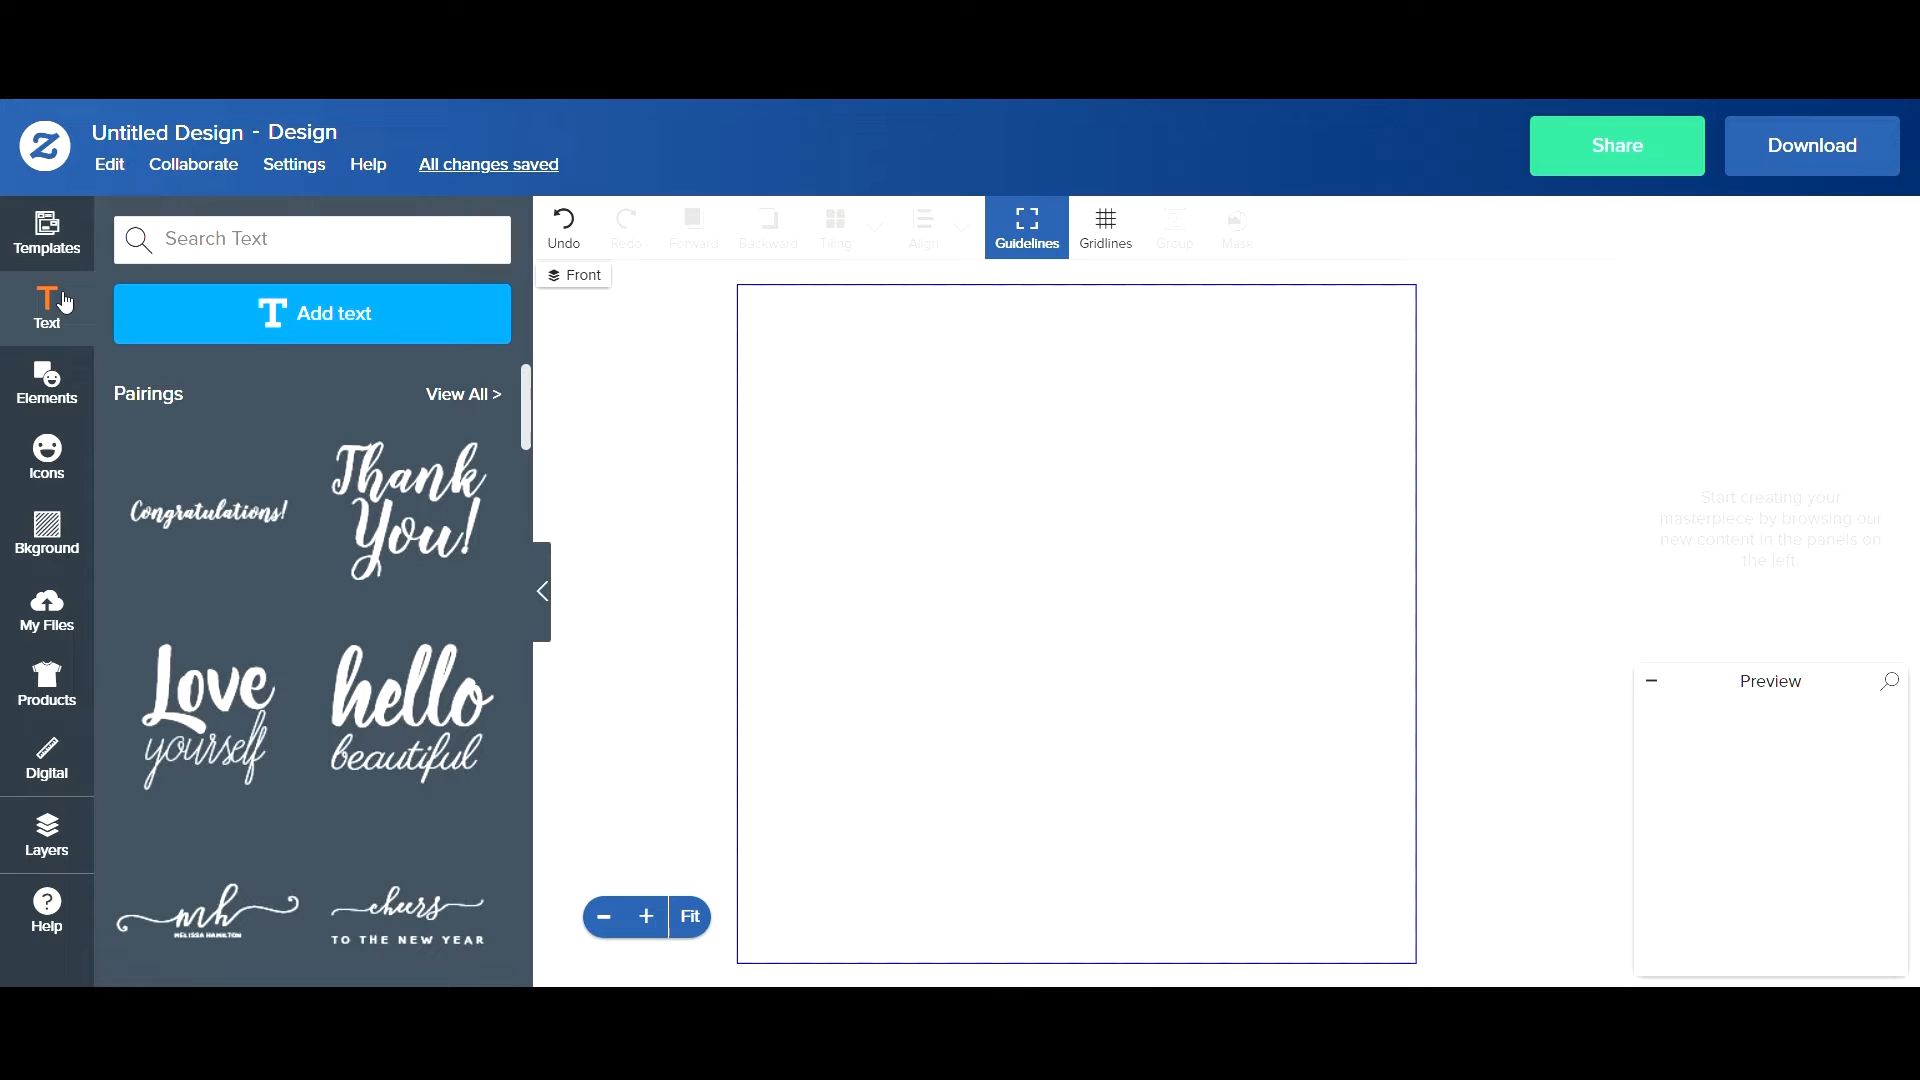 Untitled Design - Design
Edit Collaborate Settings Help All changes saved
Share
Download
Templates
Text
Elements
Icons
Bkground
My Files
Products
Digital
Layers
Help
Search Text
Add text
Pairings View All >
Congratulations!
Thank
You!
Love
yourself
hello
beautiful
mh
MELISSA HAMILTON
cheers
TO THE NEW YEAR
Undo Redo Forward Backward Tiling Align Guidelines Gridlines Group Mask
Front
Fit
Start creating your
masterpiece by browsing our
new content in the panels on
the left.
Preview